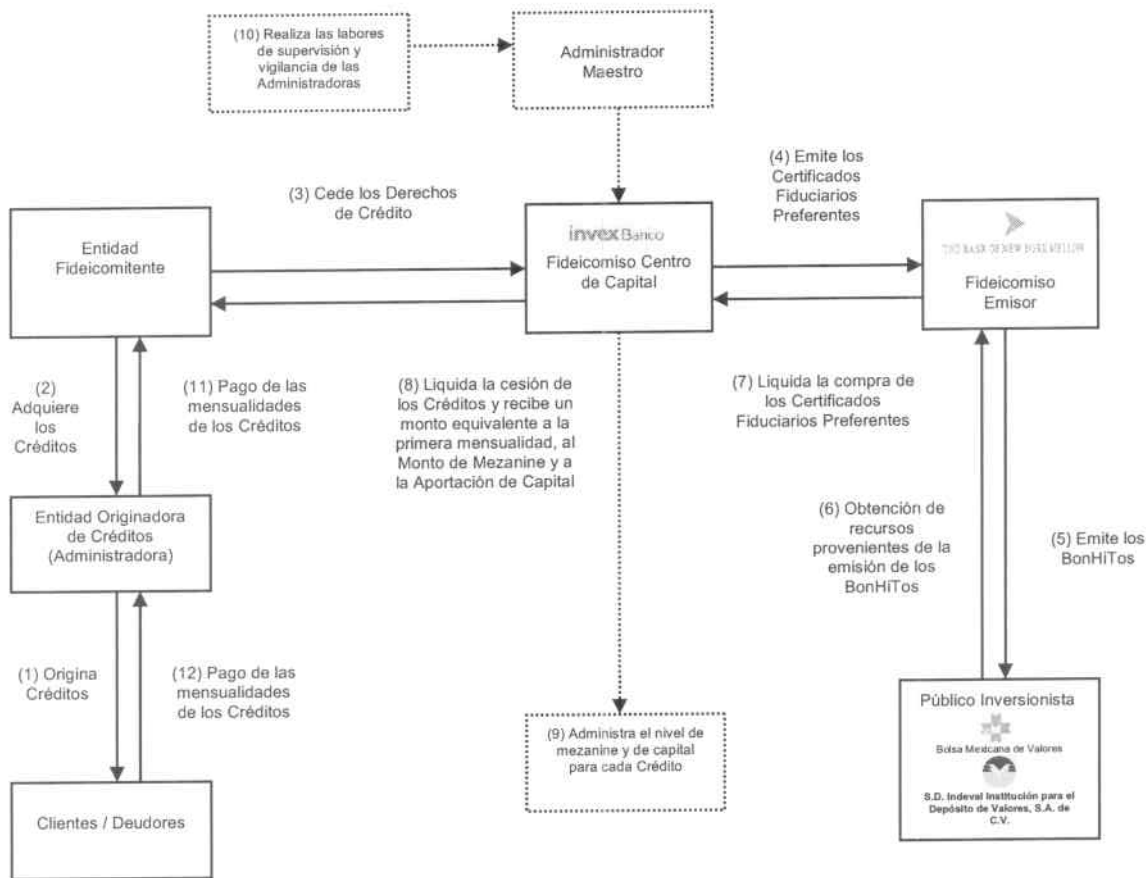 (10) Realiza las labores
de supervisión y
vigilancia de las
Administradoras
Administrador
Maestro
(3) Cede los Derechos
de Crédito
(4) Emite los
Certificados
Fiduciarios
Preferentes
Entidad
Fideicomitente
invex Banco
Fideicomiso Centro
de Capital
THE BANK OF NEW YORK MELLON
Fideicomiso
Emisor
(2)
Adquiere
los
Créditos
(11) Pago de las
mensualidades
de los Créditos
(8) Liquida la cesión de
los Créditos y recibe un
monto equivalente a la
primera mensualidad, al
Monto de Mezanine y a
la Aportación de Capital
(7) Liquida la compra de
los Certificados
Fiduciarios Preferentes
Entidad Originadora
de Créditos
(Administradora)
(6) Obtención de
recursos
provenientes de la
emisión de los
BonHiTos
(5) Emite los
BonHiTos
(1) Origina
Créditos
(12) Pago de las
mensualidades
de los Créditos
(9) Administra el nivel de
mezanine y de capital
para cada Crédito
Público Inversionista
Bolsa Mexicana de Valores
S.D. Indeval Institución para el
Depósito de Valores, S.A. de
C.V.
Clientes / Deudores